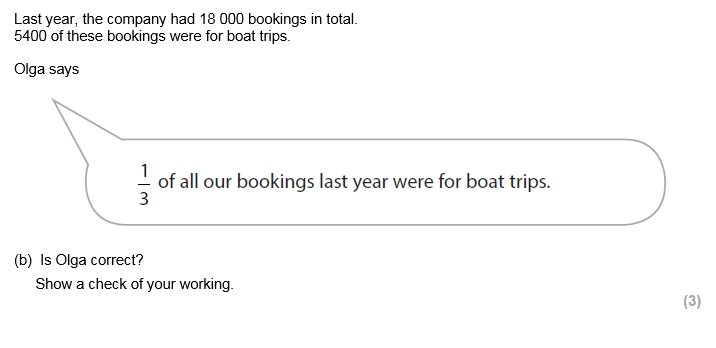 Last year, the company had 18 000 bookings in total.
5400 of these bookings were for boat trips.
Olga says
1/3 of all our bookings last year were for boat trips.
(b) Is Olga correct?
Show a check of your working.
(3)